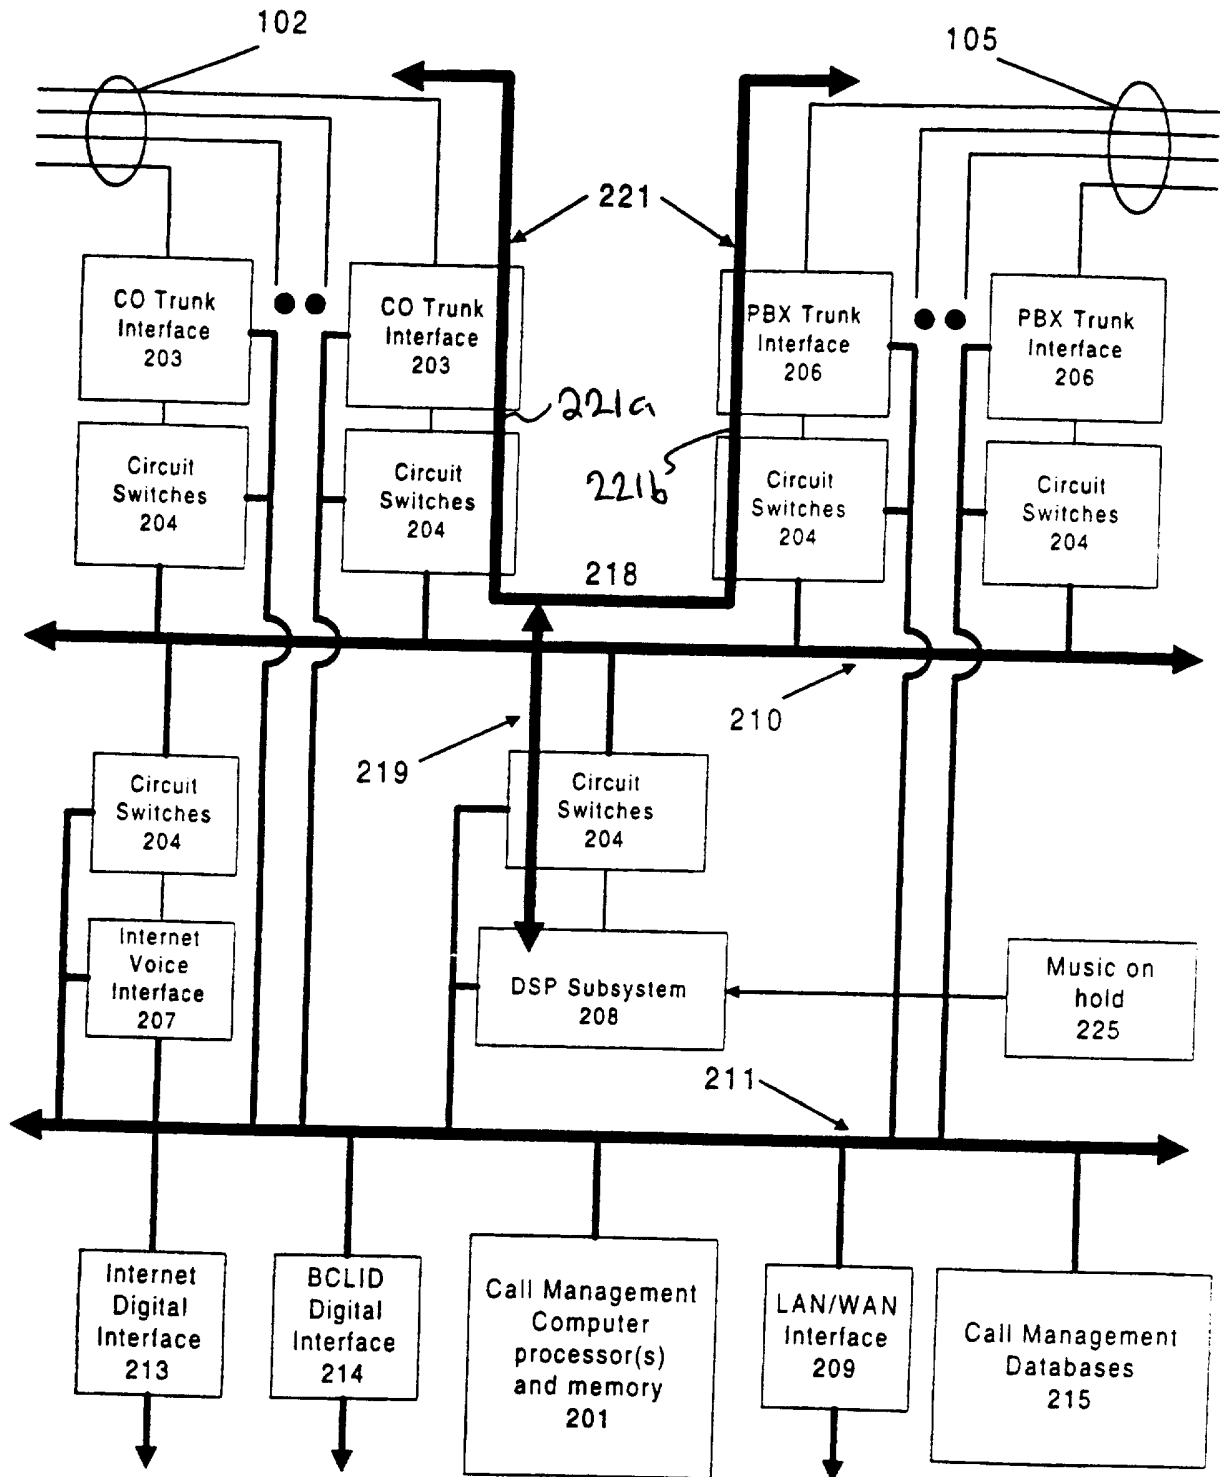 102
105
221
CO Trunk
Interface
203
CO Trunk
Interface
203
PBX Trunk
Interface
206
PBX Trunk
Interface
206
221a
221b
Circuit
Switches
204
Circuit
Switches
204
Circuit
Switches
204
Circuit
Switches
204
218
210
219
Circuit
Switches
204
Circuit
Switches
204
Internet
Voice
Interface
207
DSP Subsystem
208
Music on
hold
225
211
Internet
Digital
Interface
213
BCLID
Digital
Interface
214
Call Management
Computer
processor(s)
and memory
201
LAN/WAN
Interface
209
Call Management
Databases
215